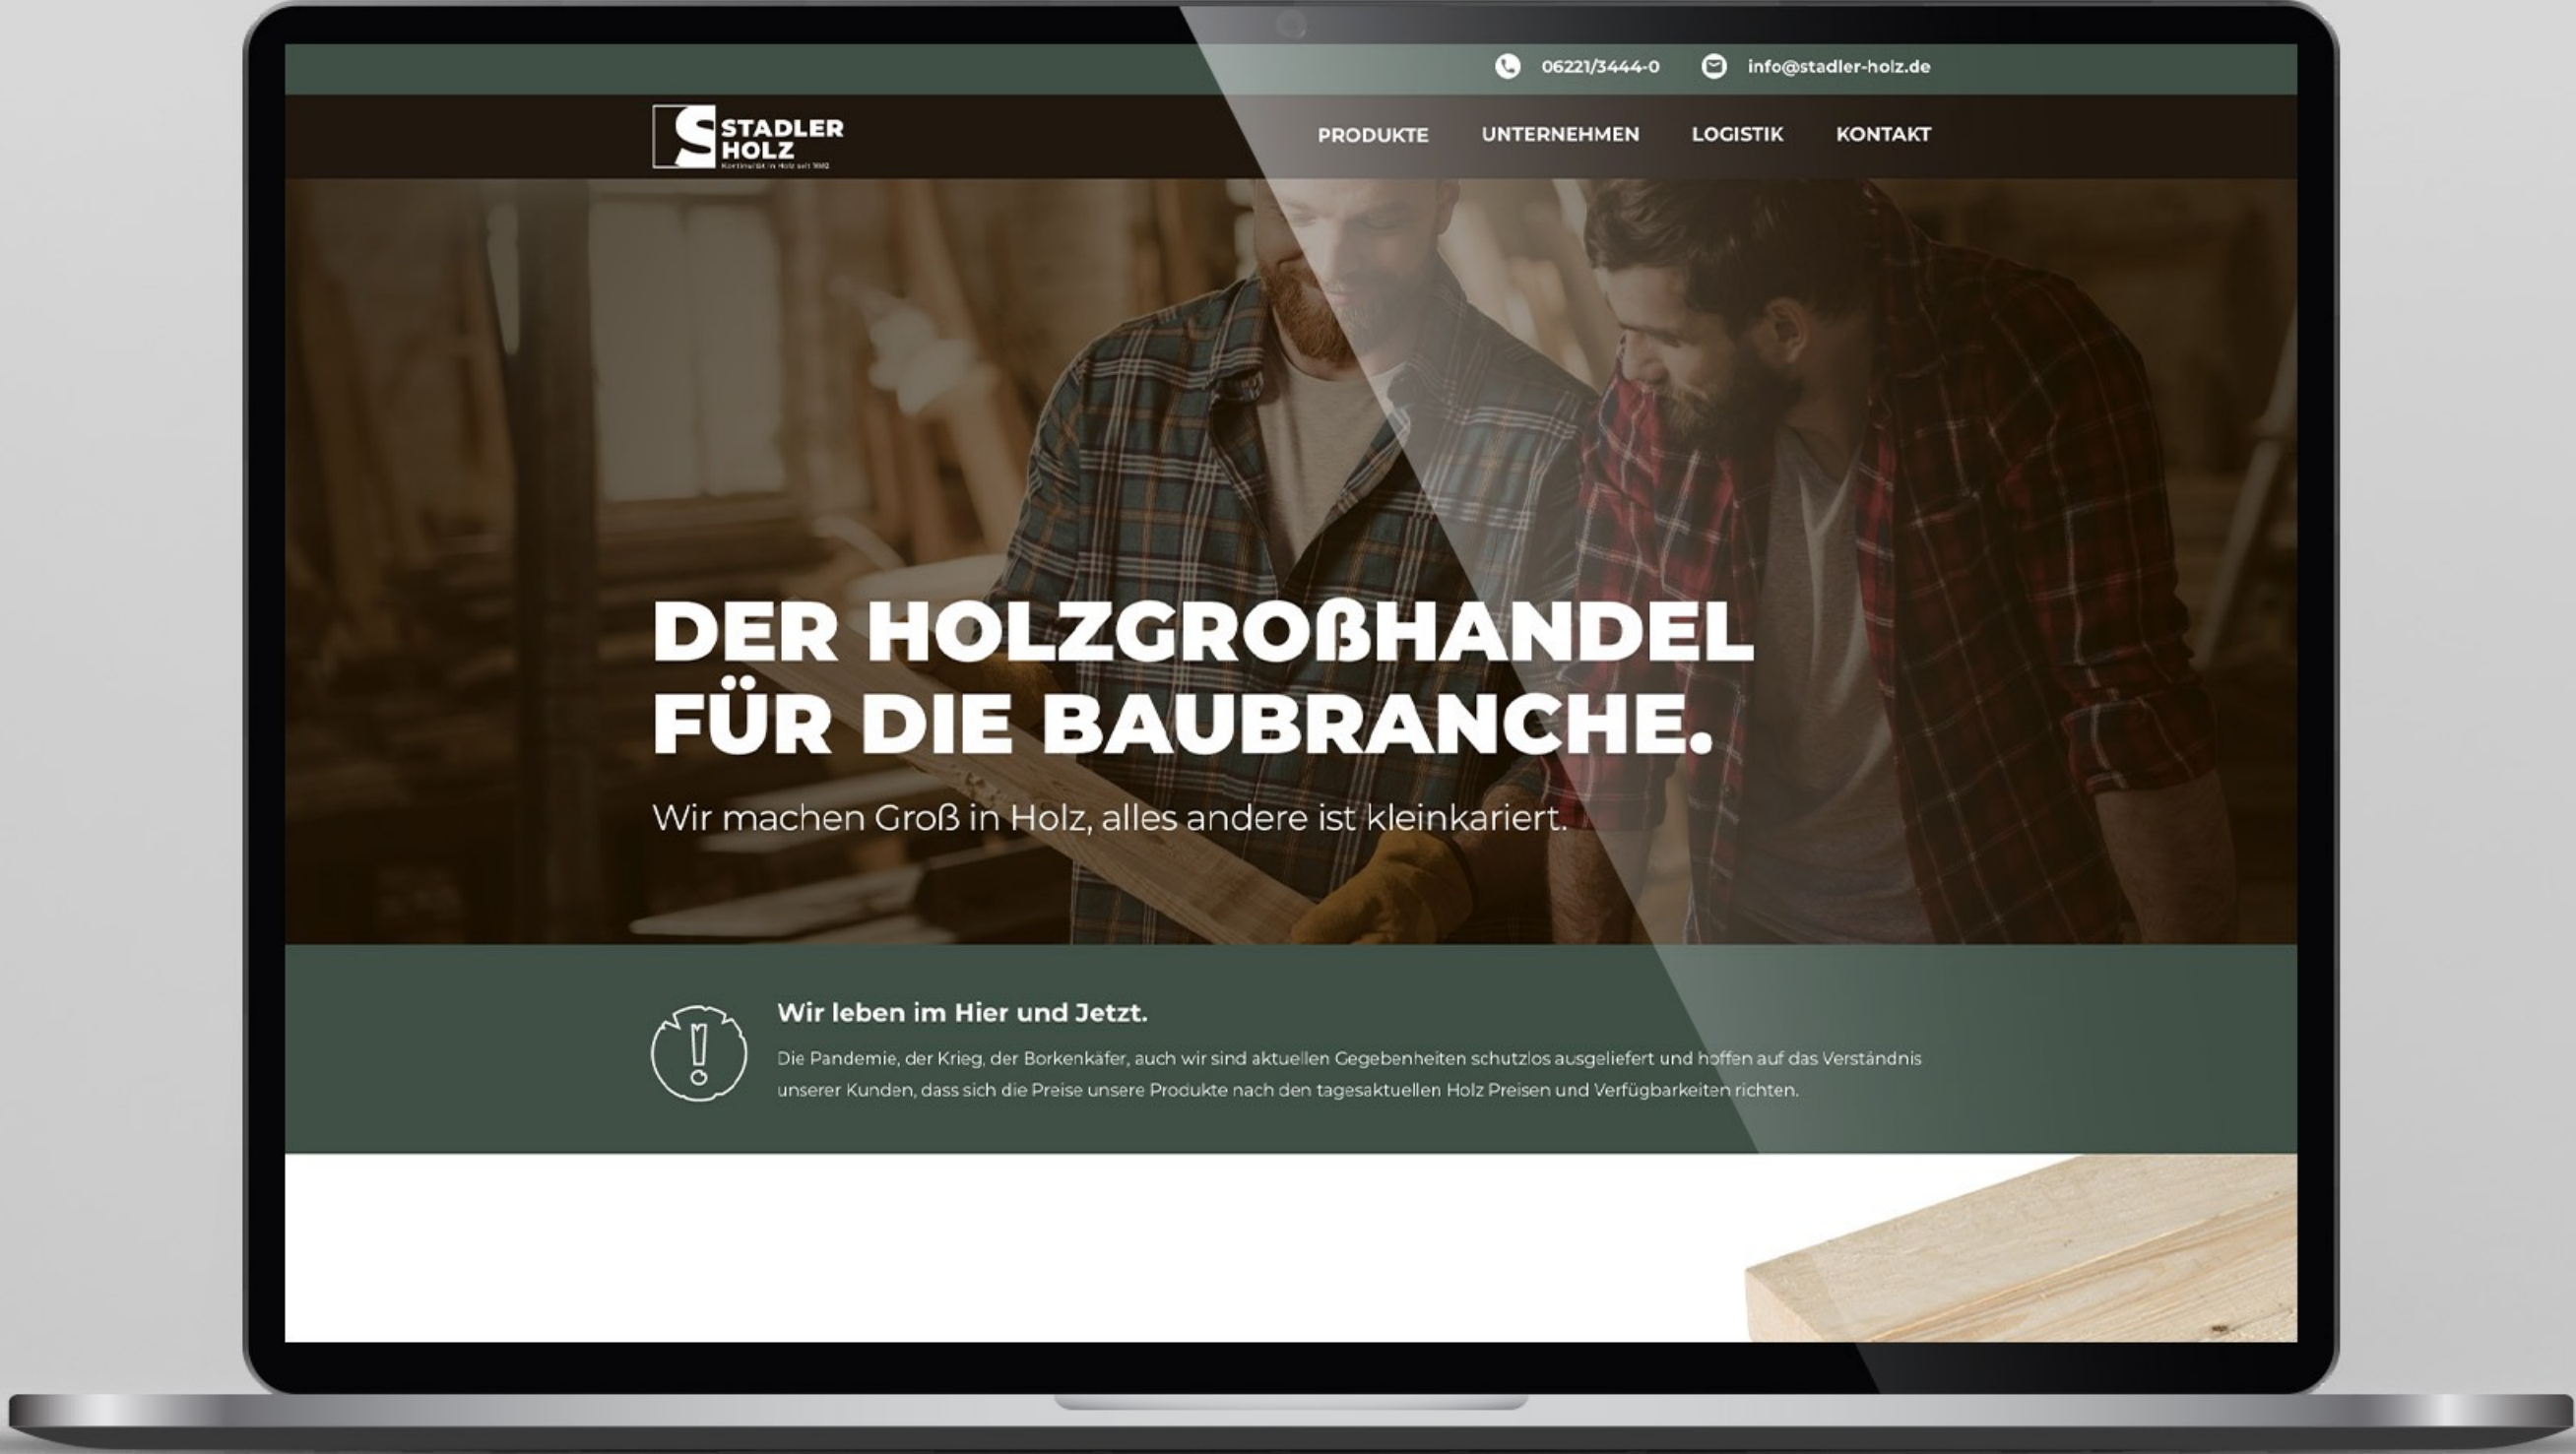 06221/3444-0 info@stadler-holz.de
STADLER
HOLZ
PRODUKTE UNTERNEHMEN LOGISTIK KONTAKT
DER HOLZGROßHANDEL
FÜR DIE BAUBRANCHE.
Wir machen Groß in Holz, alles andere ist kleinkariert.
Wir leben im Hier und Jetzt.
Die Pandemie, der Krieg, der Borkenkäfer, auch wir sind aktuellen Gegebenheiten schutzlos ausgeliefert und hoffen auf das Verständnis
unserer Kunden, dass sich die Preise unsere Produkte nach den tagesaktuellen Holz Preisen und Verfügbarkeiten richten.